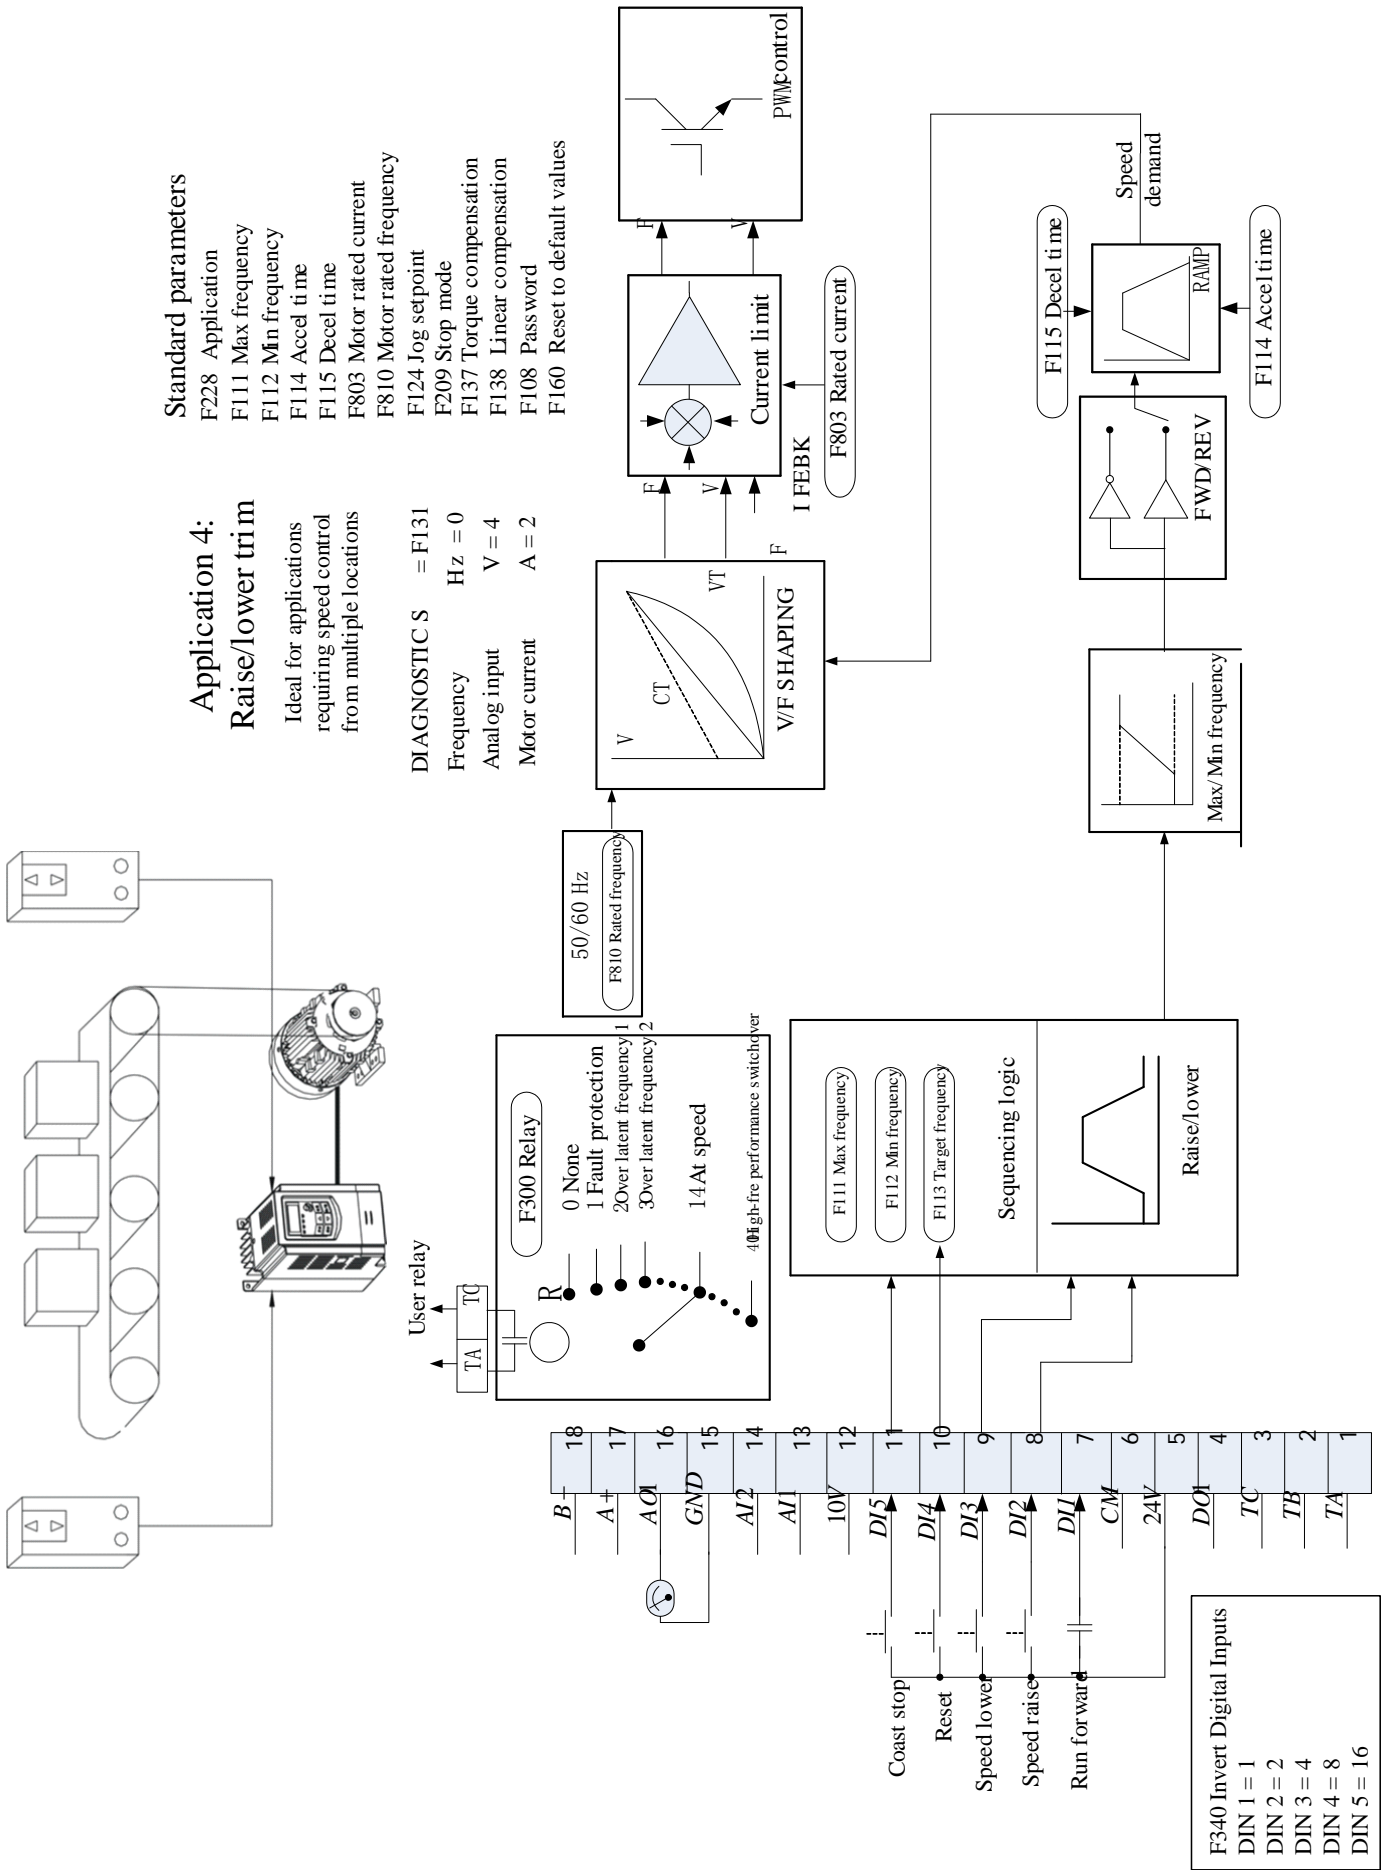 Application 4:
Raise/lower trim
Ideal for applications
requiring speed control
from multiple locations
DIAGNOSTICS = F131
Frequency Hz = 0
Analog input V = 4
Motor current A = 2
Standard parameters
F228 Application
F111 Max frequency
F112 Min frequency
F114 Accel time
F115 Decel time
F803 Motor rated current
F810 Motor rated frequency
F124 Jog setpoint
F209 Stop mode
F137 Torque compensation
F138 Linear compensation
F108 Password
F160 Reset to default values
User relay
TA
TC
R
F300 Relay
0 None
1 Fault protection
2Over latent frequency 1
3Over latent frequency 2
14At speed
40High-fre performance switchover
50/60 Hz
F810 Rated frequency
V
CT
VT
F
V/F SHAPING
F
V
I FEBK
Current limit
F803 Rated current
F
V
PWM control
B-
18
A+
17
AO1
16
GND
15
AI2
14
AI1
13
10V
12
DI5
11
DI4
10
DI3
9
DI2
8
DI1
7
CM
6
24V
5
DO1
4
TC
3
TB
2
TA
1
Coast stop
Reset
Speed lower
Speed raise
Run forward
F111 Max frequency
F112 Min frequency
F113 Target frequency
Sequencing logic
Raise/lower
Max/Min frequency
FWD/REV
F115 Decel time
RAMP
F114 Accel time
Speed
demand
F340 Invert Digital Inputs
DIN 1 = 1
DIN 2 = 2
DIN 3 = 4
DIN 4 = 8
DIN 5 = 16